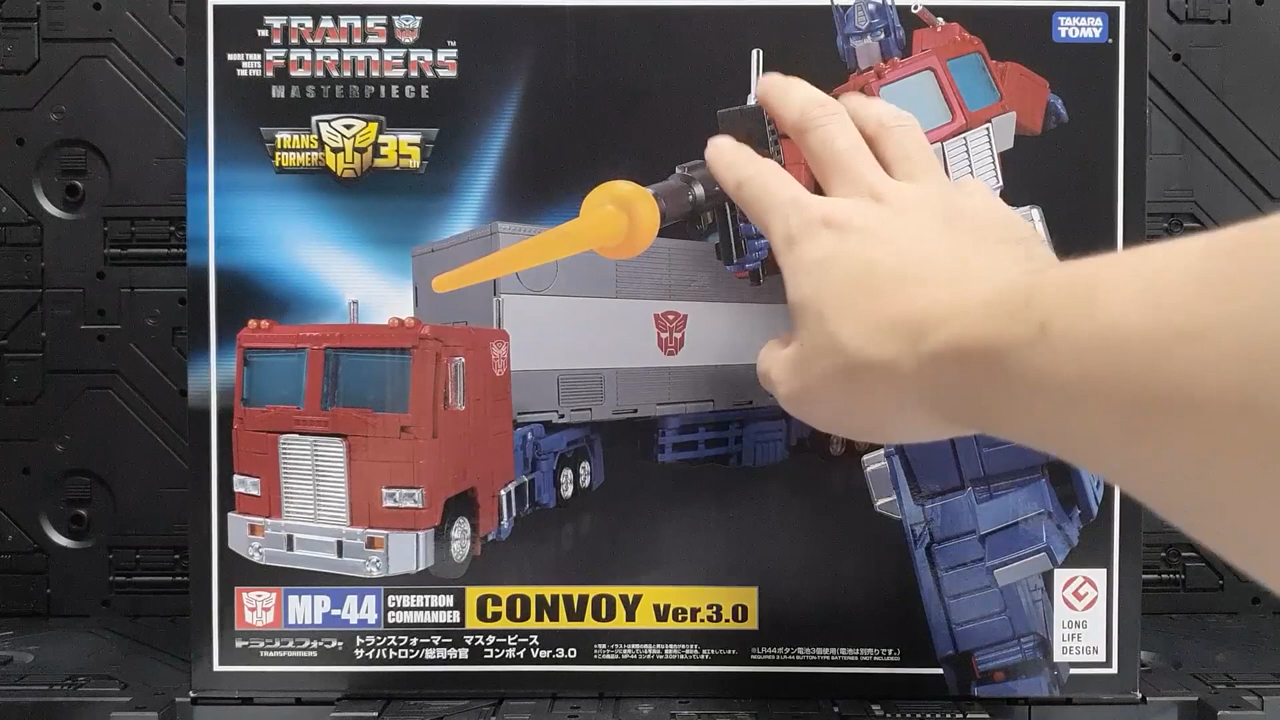 THE TRANS
MORE THAN MEETS THE EYE! FORMERS™
MASTERPIECE
TRANS FORMERS 35
TAKARA TOMY
MP-44 CYBERTRON COMMANDER CONVOY Ver.3.0
トランスフォーマー トランスフォーマー マスターピース
TRANSFORMERS サイバトロン/総司令官 コンボイ Ver.3.0
※LR44ボタン電池3個使用(電池は別売りです。)
REQUIRES 3 LR-44 BUTTON-TYPE BATTERIES (NOT INCLUDED)
G
LONG
LIFE
DESIGN